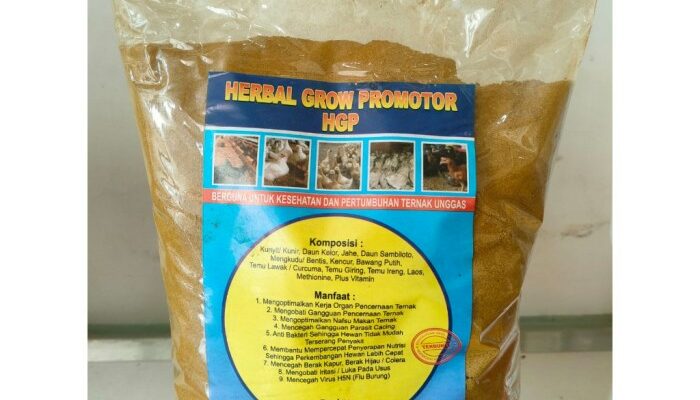 HERBAL GROW PROMOTOR
HGP
BERGUNA UNTUK KESEHATAN DAN PERTUMBUHAN TERNAK UNGGAS
Komposisi :
Kunyit/ Kunir, Daun Kelor, Jahe, Daun Sambiloto,
Mengkudu/ Bentis, Kencur, Bawang Putih,
Temu Lawak / Curcuma, Temu Giring, Temu Ireng, Laos,
Methionine, Plus Vitamin
Manfaat :
1. Mengoptimalkan Kerja Organ Pencernaan Ternak
2. Mengobati Gangguan Pencernaan Ternak
3. Mengoptimalkan Nafsu Makan Ternak
4. Mencegah Gangguan Parasit Cacing
5. Anti Bakteri Sehingga Hewan Tidak Mudah
Terserang Penyakit
6. Membantu Mempercepat Penyerapan Nutrisi
Sehingga Perkembangan Hewan Lebih Cepat
7. Mencegah Berak Kapur, Berak Hijau / Colera
8. Mengobati Iritasi / Luka Pada Usus
9. Mencegah Virus H5N (Flu Burung)